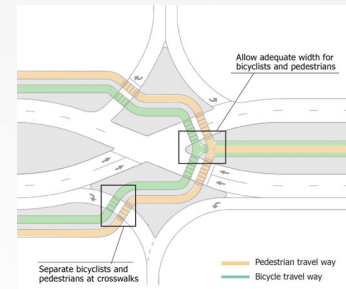 Allow adequate width for
bicyclists and pedestrians
Separate bicyclists and
pedestrians at crosswalks
Pedestrian travel way
Bicycle travel way